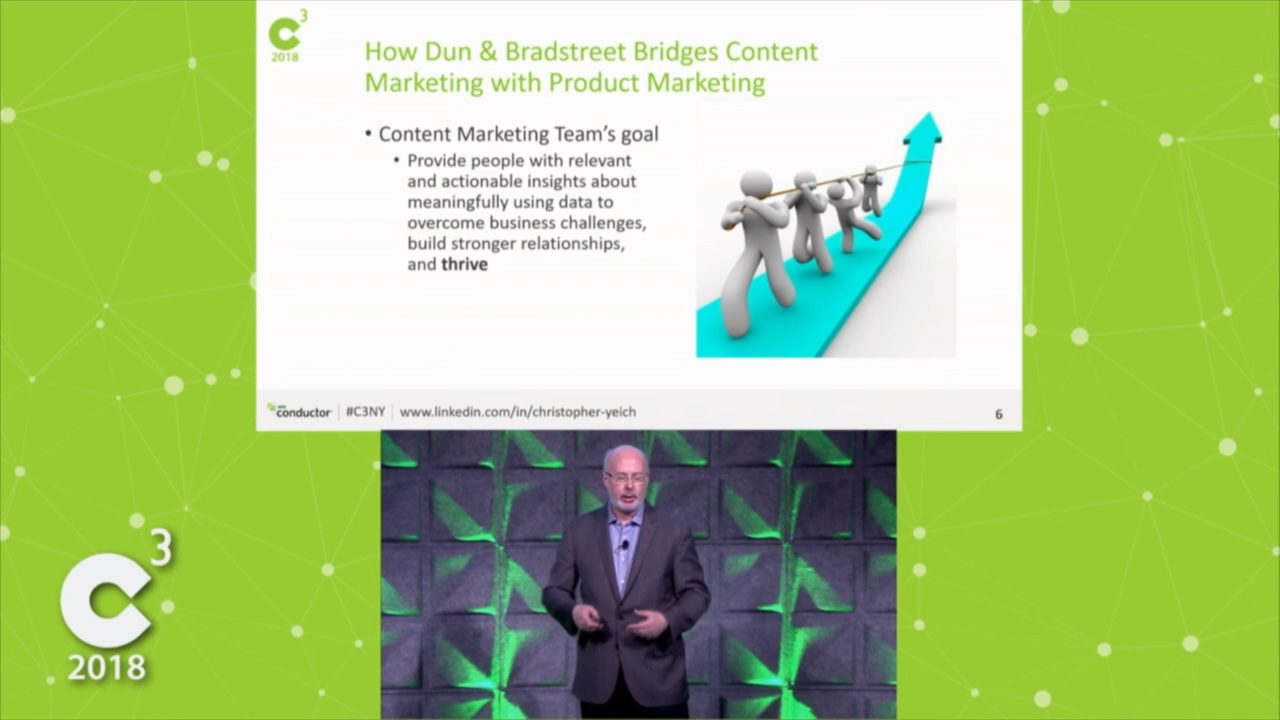 C3
2018
How Dun & Bradstreet Bridges Content
Marketing with Product Marketing
• Content Marketing Team's goal
• Provide people with relevant
and actionable insights about
meaningfully using data to
overcome business challenges,
build stronger relationships,
and thrive
conductor #C3NY www.linkedin.com/in/christopher-yeich 6
C3
2018